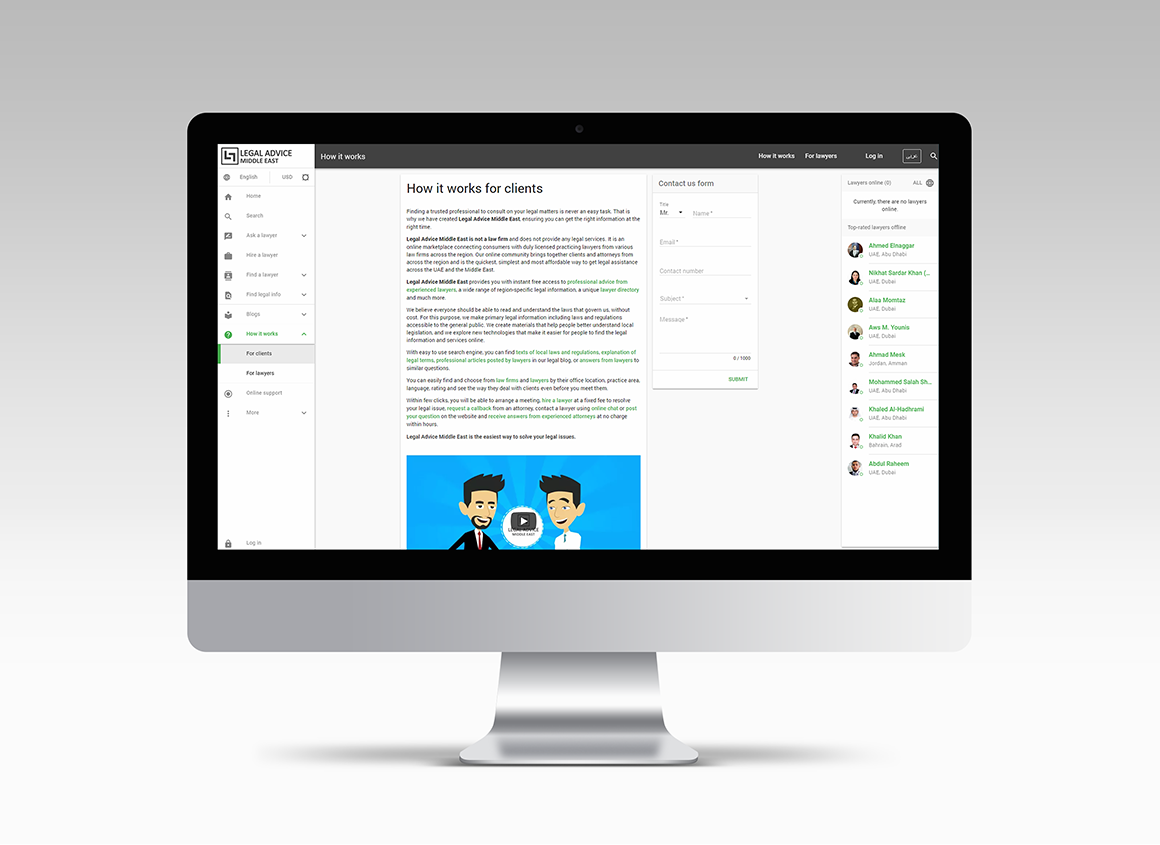 LEGAL ADVICE
MIDDLE EAST
How it works
How it works
For lawyers
Log in
عربي
English
USD
Home
Search
Ask a lawyer
Hire a lawyer
Find a lawyer
Find legal info
Blogs
How it works
For clients
For lawyers
Online support
More
Log in
How it works for clients
Finding a trusted professional to consult on your legal matters is never an easy task. That is
why we have created Legal Advice Middle East, ensuring you can get the right information at the
right time.
Legal Advice Middle East is not a law firm and does not provide any legal services. It is an
online marketplace connecting consumers with duly licensed practicing lawyers from various
law firms across the region. Our online community brings together clients and attorneys from
across the region and is the quickest, simplest and most affordable way to get legal assistance
across the UAE and the Middle East.
Legal Advice Middle East provides you with instant free access to professional advice from
experienced lawyers, a wide range of region-specific legal information, a unique lawyer directory
and much more.
We believe everyone should be able to read and understand the laws that govern us, without
cost. For this purpose, we make primary legal information including laws and regulations
accessible to the general public. We create materials that help people better understand local
legislation, and we explore new technologies that make it easier for people to find the legal
information and services online.
With easy to use search engine, you can find texts of local laws and regulations, explanation of
legal terms, professional articles posted by lawyers in our legal blog, or answers from lawyers to
similar questions.
You can easily find and choose from law firms and lawyers by their office location, practice area,
language, rating and see the way they deal with clients even before you meet them.
Within few clicks, you will be able to arrange a meeting, hire a lawyer at a fixed fee to resolve
your legal issue, request a callback from an attorney, contact a lawyer using online chat or post
your question on the website and receive answers from experienced attorneys at no charge
within hours.
Legal Advice Middle East is the easiest way to solve your legal issues.
LEGAL ADVICE
MIDDLE EAST
Contact us form
Title
Mr.
Name*
Email*
Contact number
Subject*
Message*
0 / 1000
SUBMIT
Lawyers online (0)
ALL
Currently, there are no lawyers
online.
Top-rated lawyers offline
Ahmed Elnaggar
UAE, Abu Dhabi
Nikhat Sardar Khan (...
UAE, Dubai
Alaa Momtaz
UAE, Dubai
Aws M. Younis
UAE, Dubai
Ahmad Mesk
Jordan, Amman
Mohammed Salah Sh...
UAE, Abu Dhabi
Khaled Al-Hadhrami
UAE, Abu Dhabi
Khalid Khan
Bahrain, Arad
Abdul Raheem
UAE, Dubai